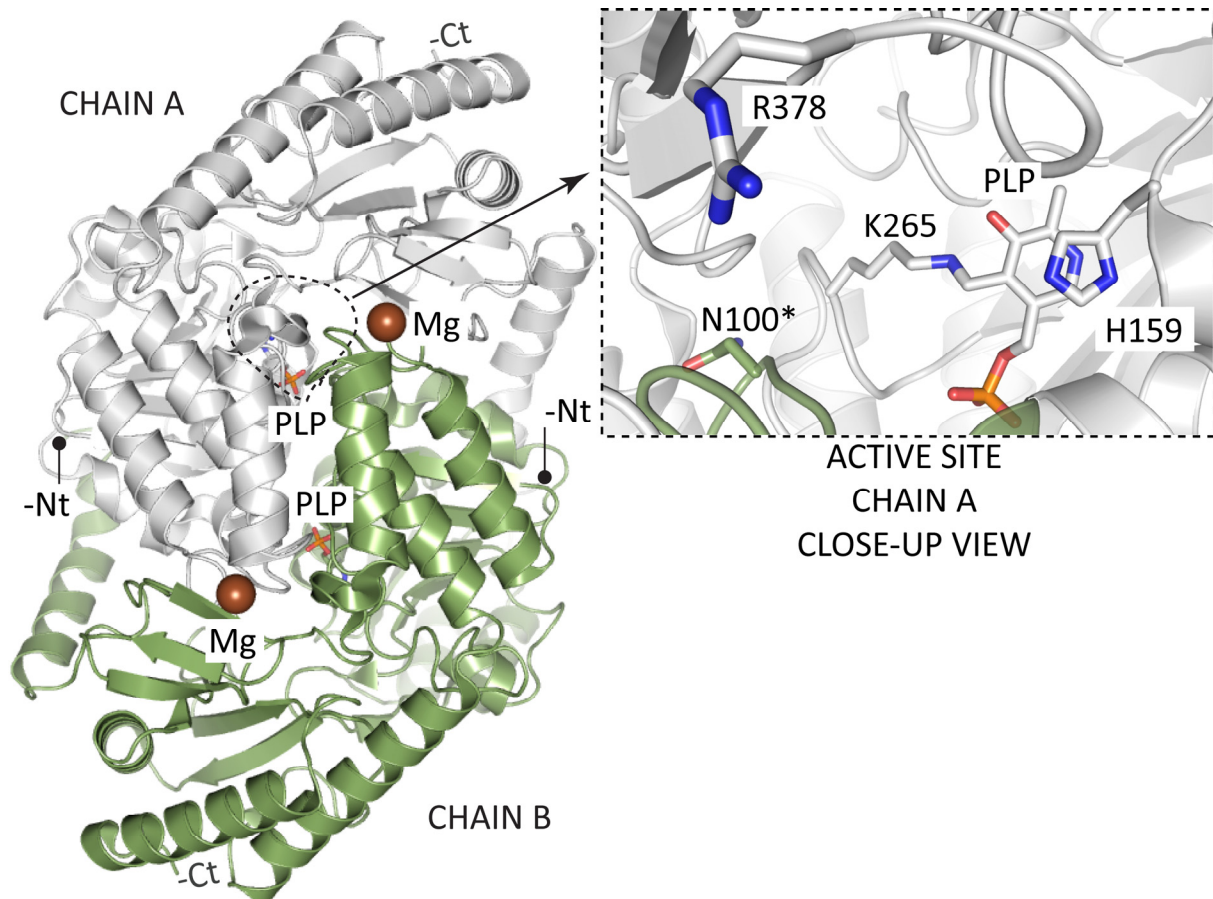 -Ct
CHAIN A
Mg
PLP
-Nt
-Nt
PLP
Mg
CHAIN B
-Ct
R378
PLP
K265
N100*
H159
ACTIVE SITE
CHAIN A
CLOSE-UP VIEW